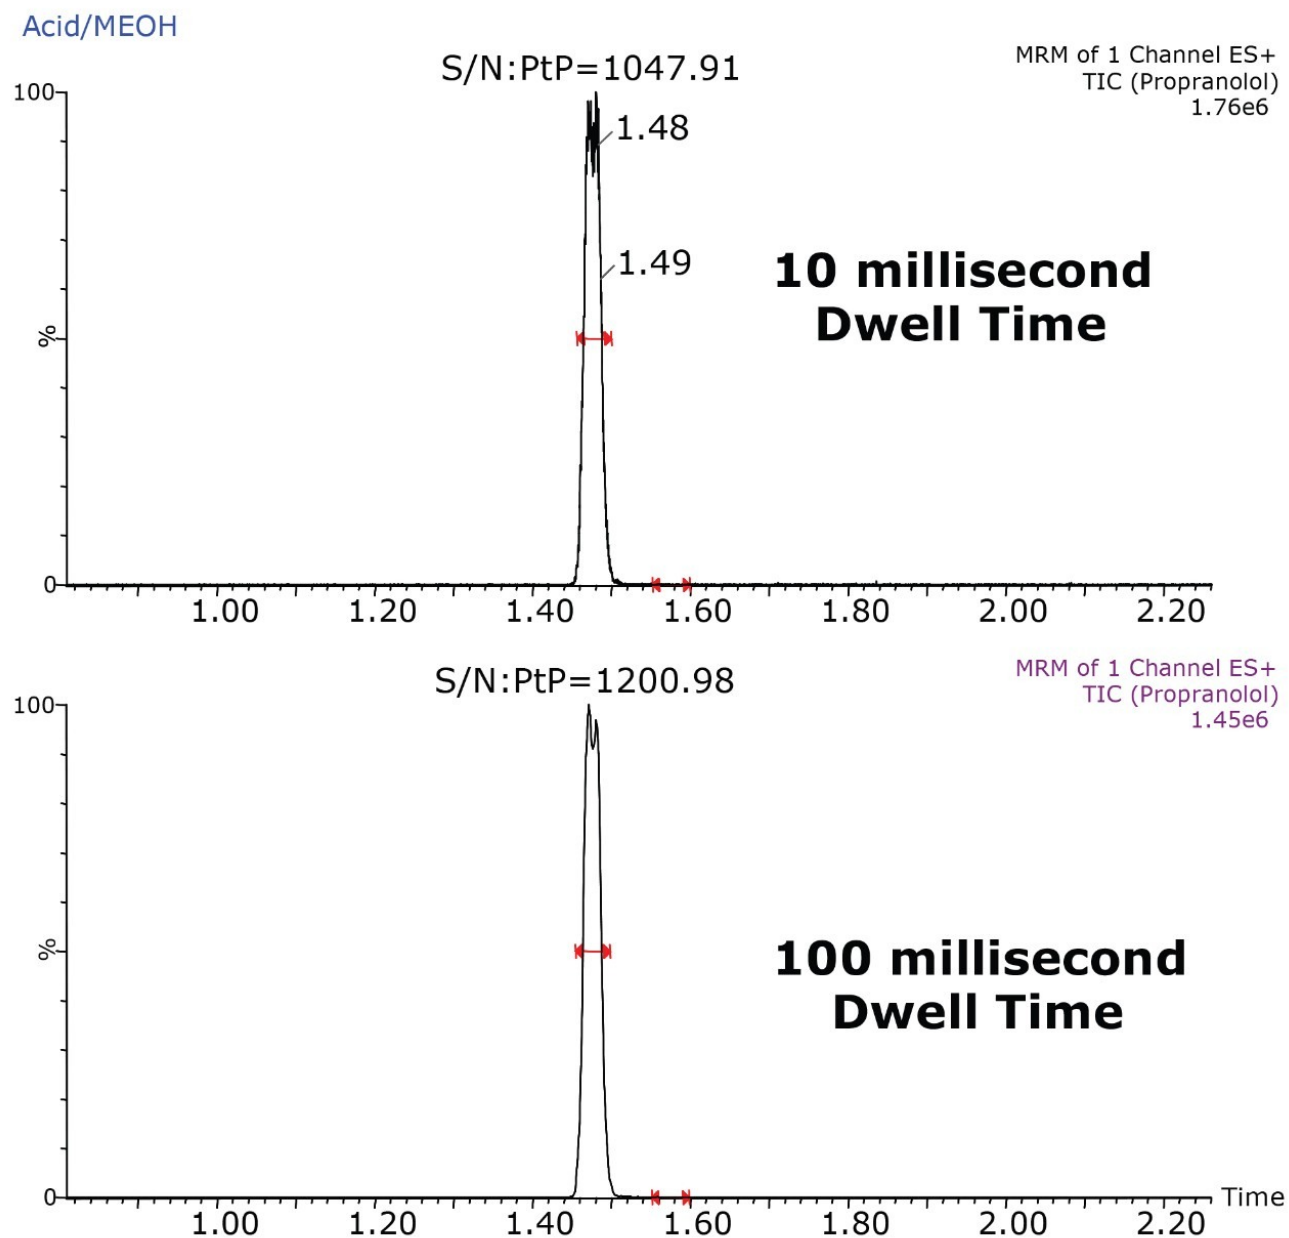 Acid/MEOH
S/N:PtP=1047.91
MRM of 1 Channel ES+
TIC (Propranolol)
1.76e6
100
1.48
1.49
10 millisecond
Dwell Time
%
0
1.00 1.20 1.40 1.60 1.80 2.00 2.20
S/N:PtP=1200.98
MRM of 1 Channel ES+
TIC (Propranolol)
1.45e6
100
%
100 millisecond
Dwell Time
0
Time
1.00 1.20 1.40 1.60 1.80 2.00 2.20